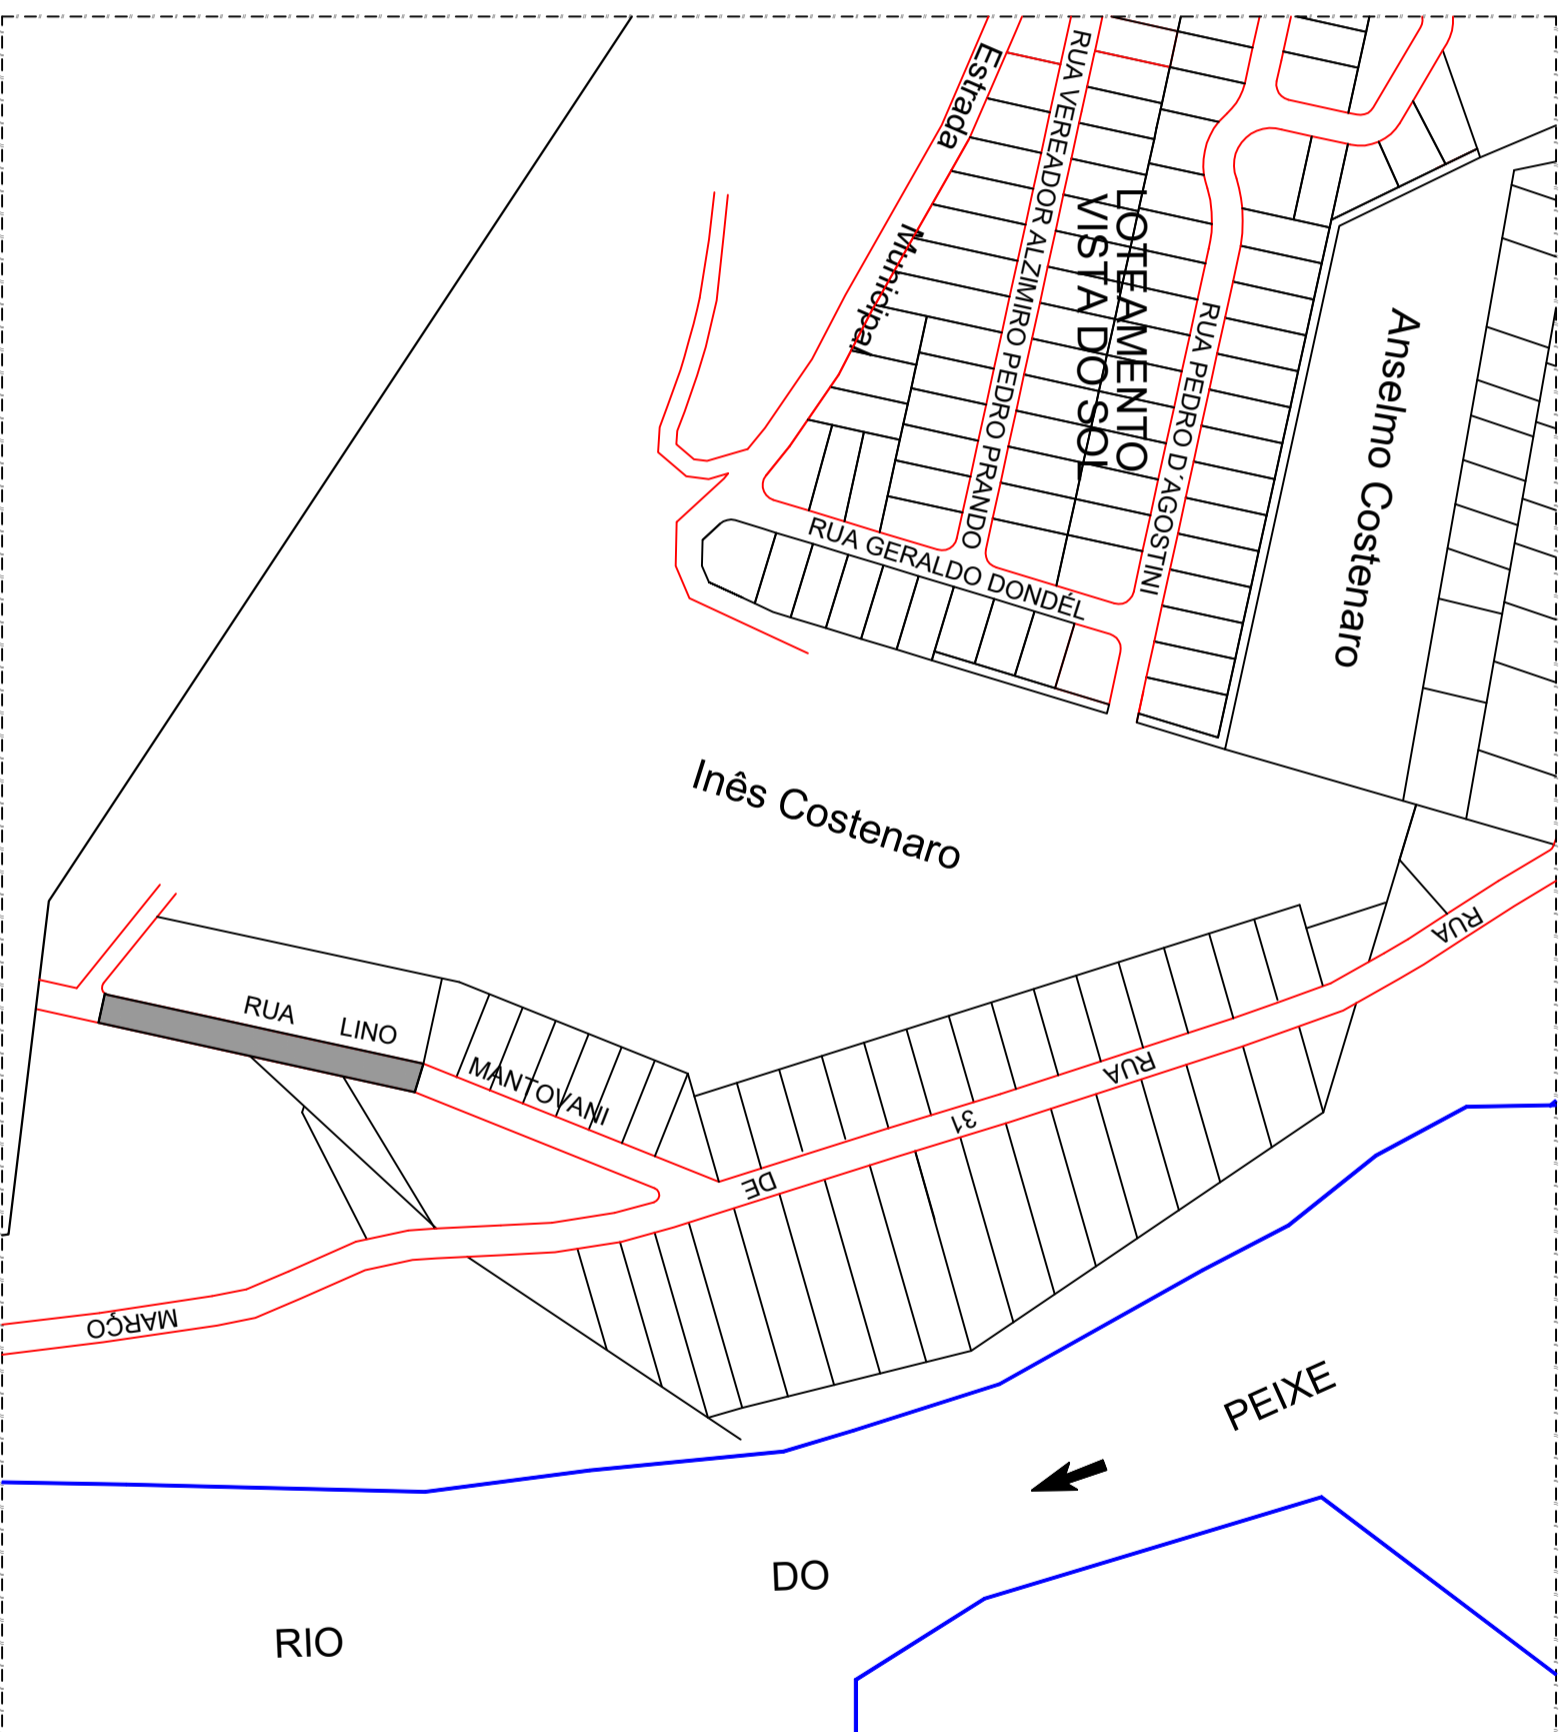 Estrada
Municipal
RUA VEREADOR ALZIMIRO PEDRO PRANDO
LOTEAMENTO
VISTA DO SOL
RUA PEDRO D'AGOSTINI
Anselmo Costenaro
RUA GERALDO DONDÉL
Inês Costenaro
RUA LINO
MANTOVANI
RUA
RUA
31
DE
MARÇO
RIO
DO
PEIXE